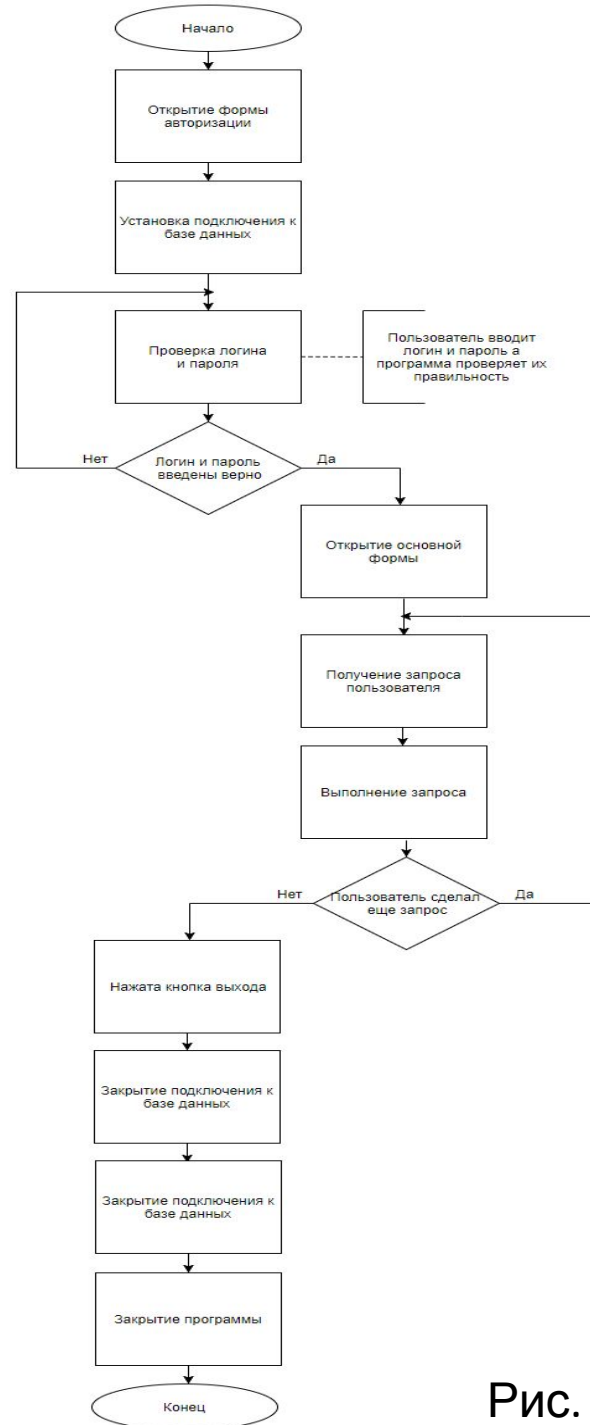 Начало
Открытие формы
авторизации
Установка подключения к
базе данных
Проверка логина
и пароля
Пользователь вводит
логин и пароль а
программа проверяет их
правильность
Нет
Логин и пароль
введены верно
Да
Открытие основной
формы
Получение запроса
пользователя
Выполнение запроса
Нет
Пользователь сделал
еще запрос
Да
Нажата кнопка выхода
Закрытие подключения к
базе данных
Закрытие подключения к
базе данных
Закрытие программы
Конец
Рис.